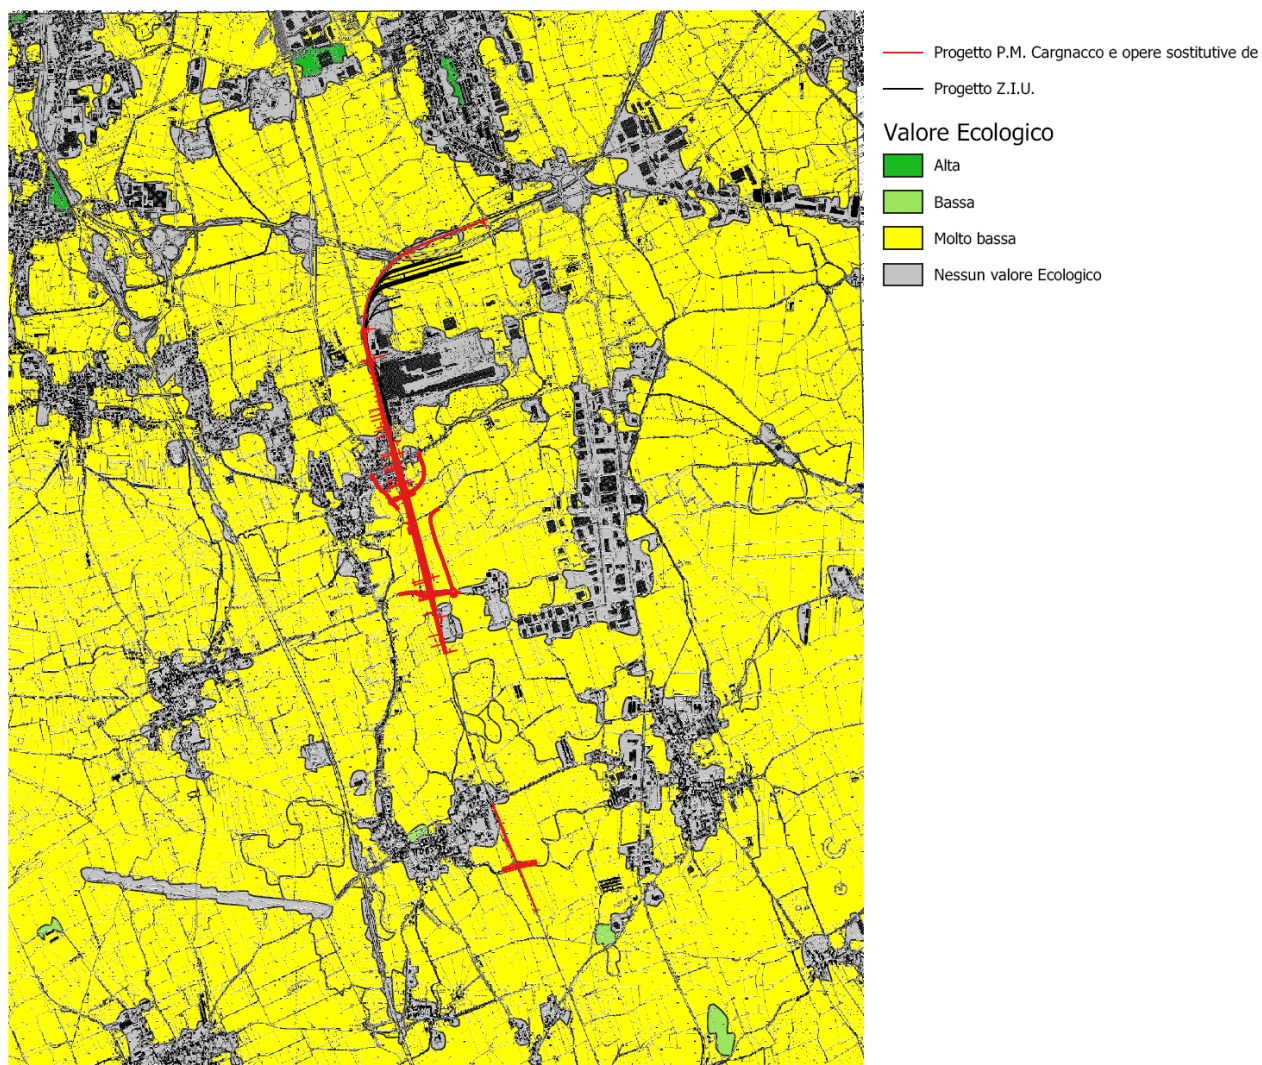 Progetto P.M. Cargnacco e opere sostitutive de
Progetto Z.I.U.
Valore Ecologico
Alta
Bassa
Molto bassa
Nessun valore Ecologico